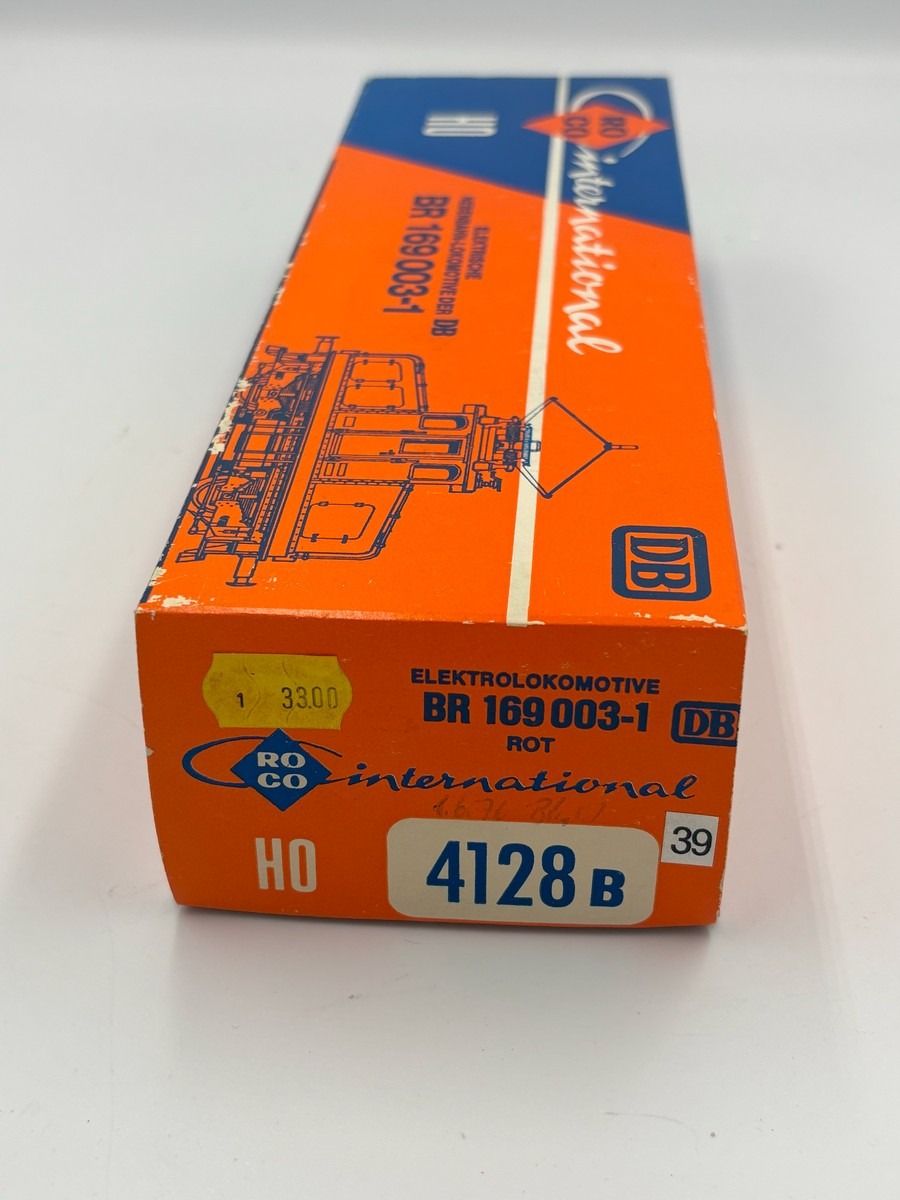 HO
RO
CO
international
ELEKTRISCHE
NEBENBAHN-LOKOMOTIVE DER DB
BR 169 003-1
DB
1 33.00
ELEKTROLOKOMOTIVE
BR 169 003-1
DB
ROT
RO
CO
international
39
HO
4128 B